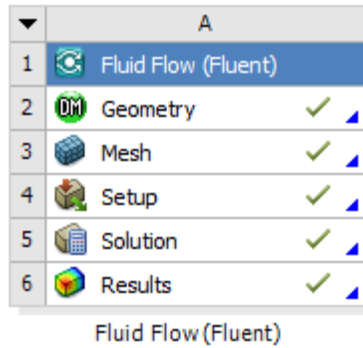 A
1 Fluid Flow (Fluent)
2 DM Geometry
3 Mesh
4 Setup
5 Solution
6 Results
Fluid Flow (Fluent)